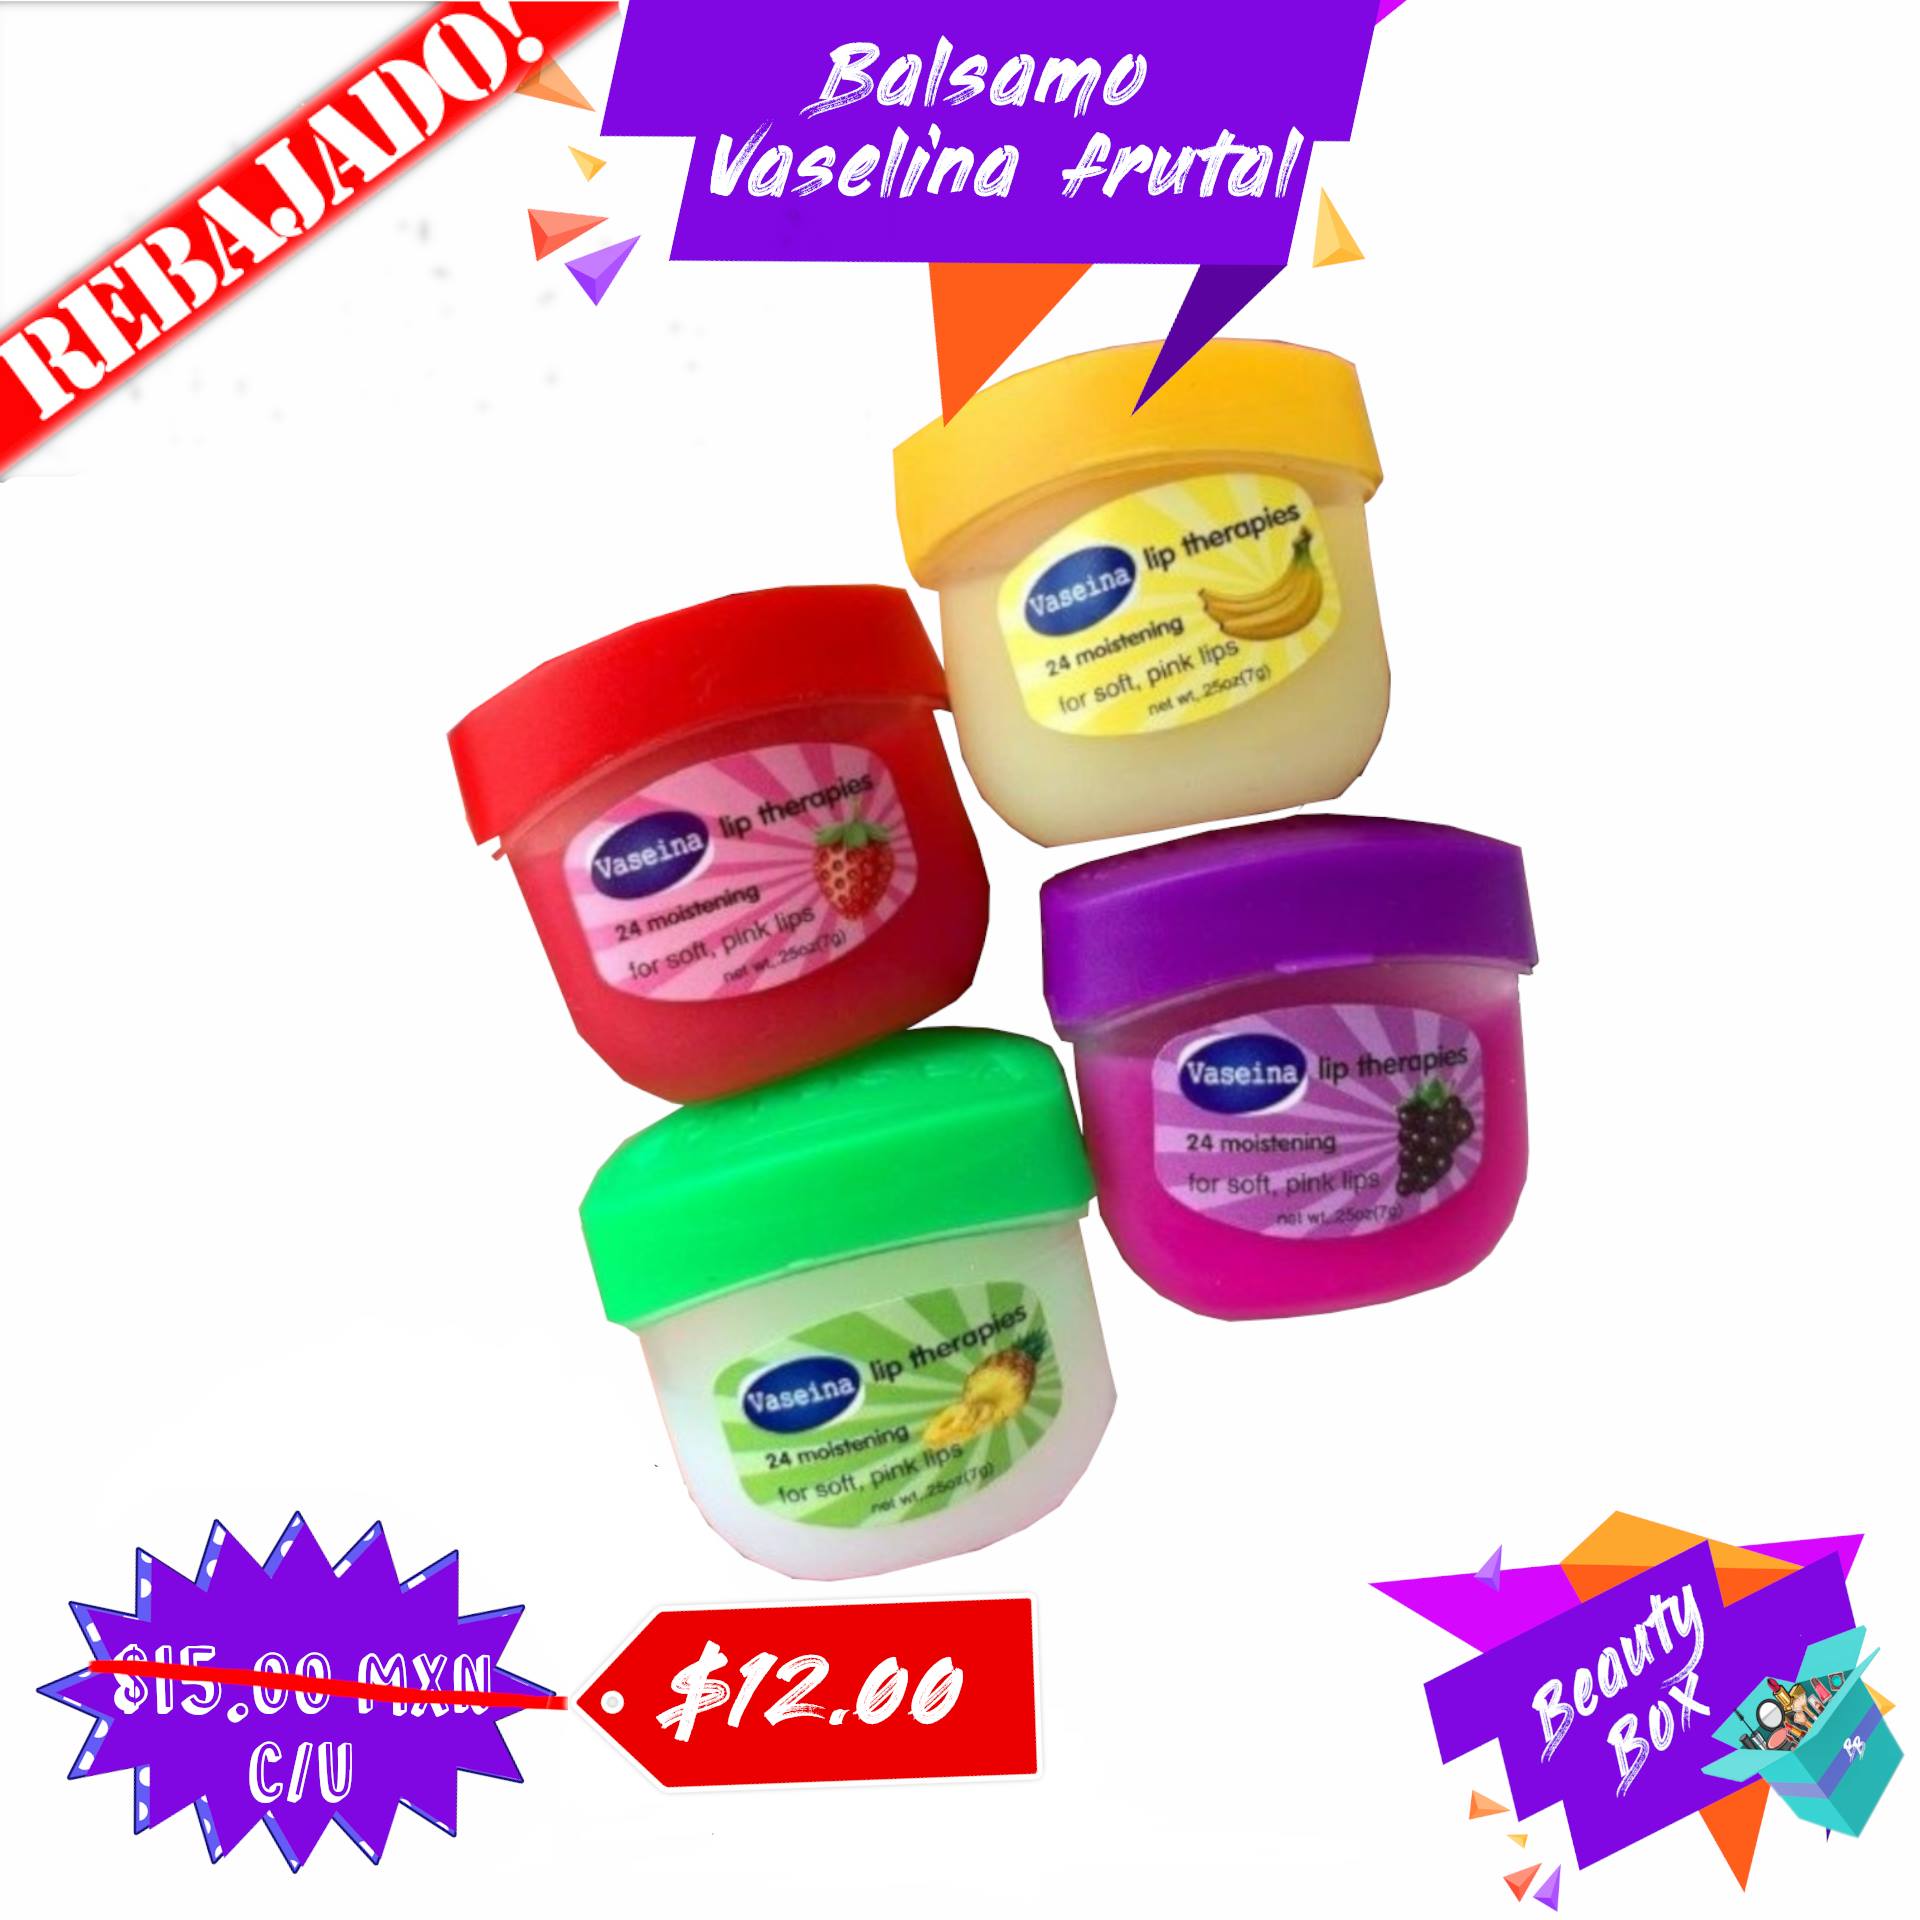 REBAJADO!
Balsamo
Vaselina frutal
Vaseina lip therapies
24 moistening
for soft, pink lips
net wt,.25oz(7g)
Vaseina lip therapies
24 moistening
for soft, pink lips
net wt,.25oz(7g)
Vaseina lip therapies
24 moistening
for soft, pink lips
net wt,.25oz(7g)
Vaseina lip therapies
24 moistening
for soft, pink lips
net wt,.25oz(7g)
$15.00 MXN
C/U
$12.00
Beauty
Box
BB